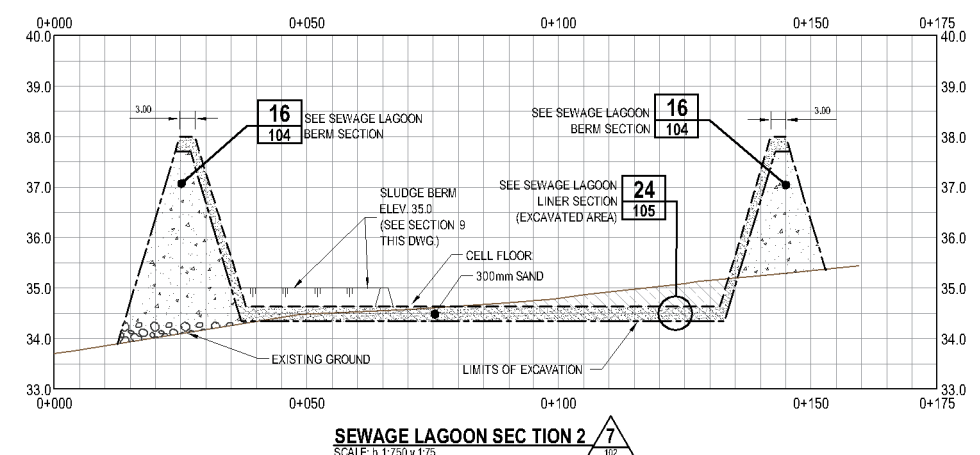 0+000 0+050 0+100 0+150 0+175
40.0 40.0
39.0 39.0
3.00 16 SEE SEWAGE LAGOON 16 3.00
104 BERM SECTION SEE SEWAGE LAGOON 104
BERM SECTION
38.0 38.0
37.0 37.0
SLUDGE BERM
ELEV. 35.0
(SEE SECTION 9
THIS DWG.)
SEE SEWAGE LAGOON 24
LINER SECTION 105
(EXCAVATED AREA)
36.0 36.0
CELL FLOOR
300mm SAND
35.0 35.0
34.0 34.0
EXISTING GROUND
LIMITS OF EXCAVATION
33.0 33.0
0+000 0+050 0+100 0+150 0+175
SEWAGE LAGOON SEC TION 2 7
SCALE: h 1:750 v 1:75 102